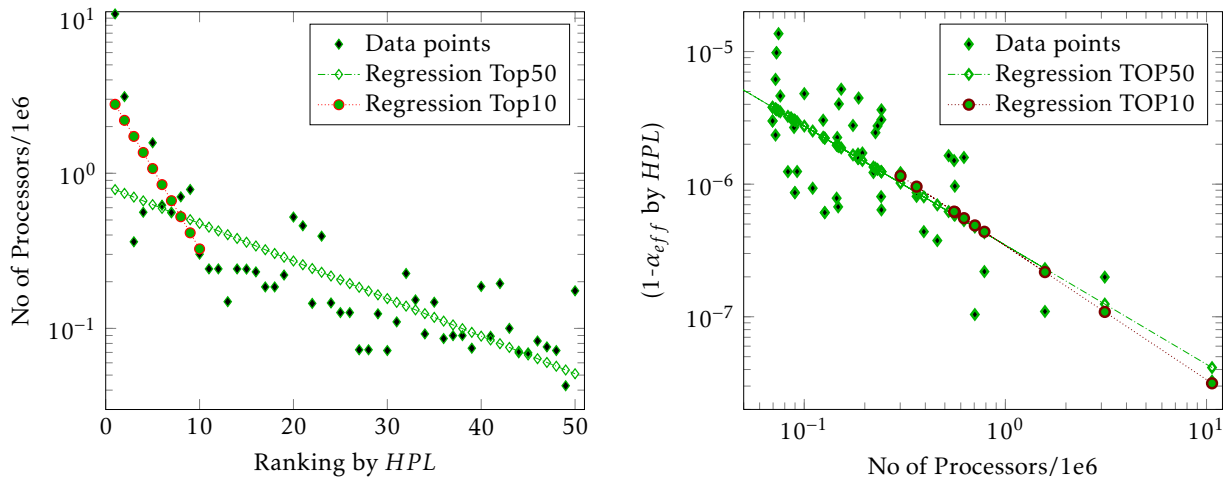 10^1
10^0
10^-1
No of Processors/1e6
0 10 20 30 40 50
Ranking by HPL
Data points
Regression Top50
Regression Top10
10^-5
10^-6
10^-7
(1-α_eff by HPL)
10^-1 10^0 10^1
No of Processors/1e6
Data points
Regression TOP50
Regression TOP10